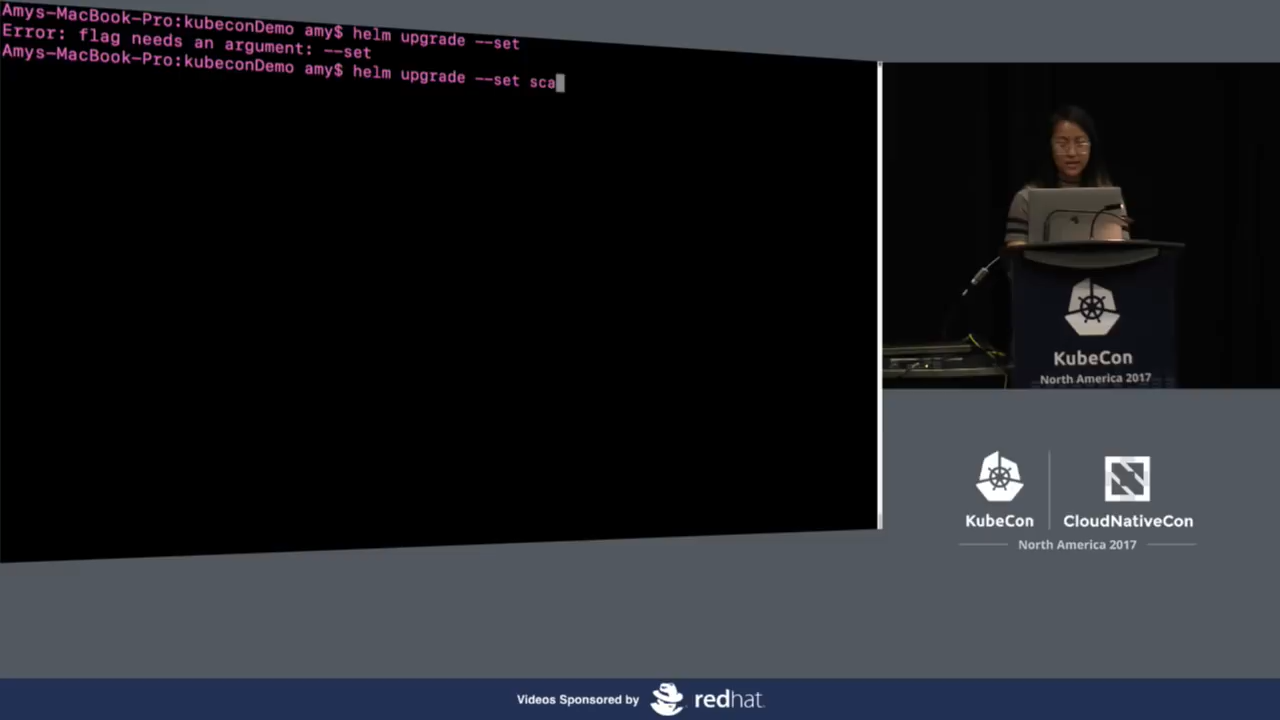 Amys-MacBook-Pro:kubeconDemo amy$ helm upgrade --set
Error: flag needs an argument: --set
Amys-MacBook-Pro:kubeconDemo amy$ helm upgrade --set sca
KubeCon
North America 2017
KubeCon
CloudNativeCon
North America 2017
Videos Sponsored by
redhat.